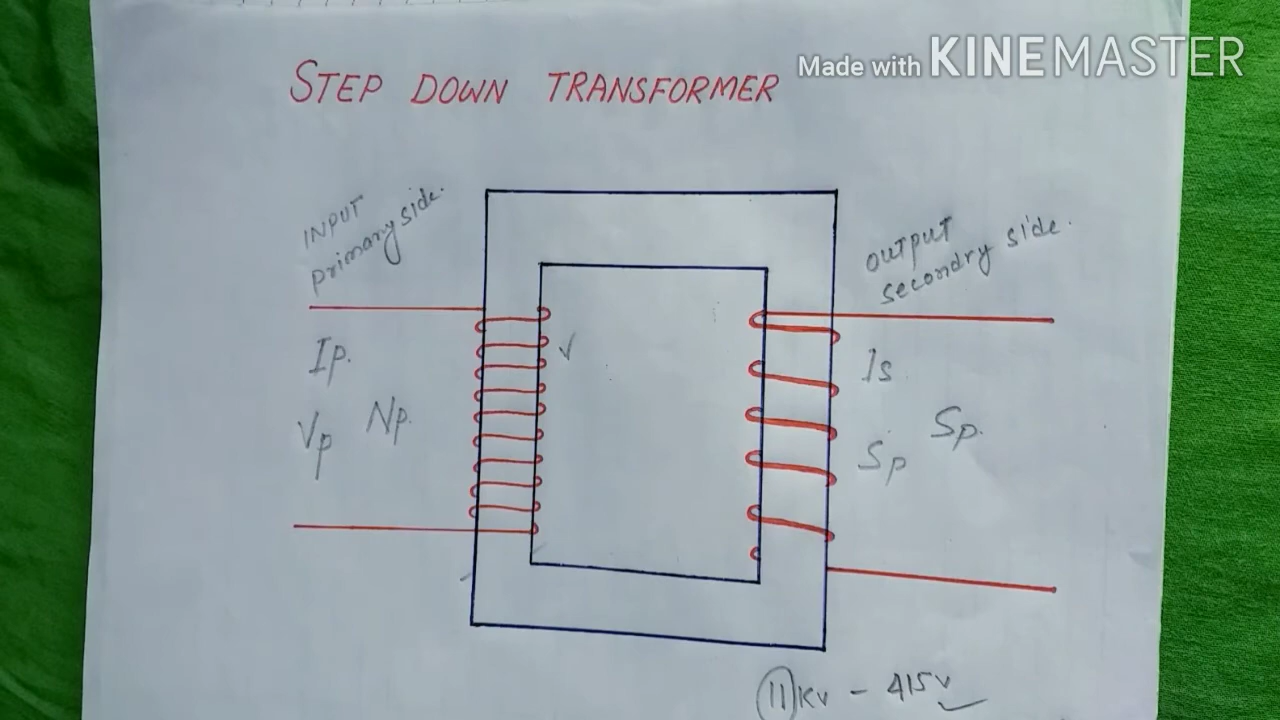 Made with KINEMASTER
STEP DOWN TRANSFORMER
INPUT
primary side.
OUTPUT
secondry side.
Ip.
Vp Np.
Is
Sp Sp.
11 KV - 415V